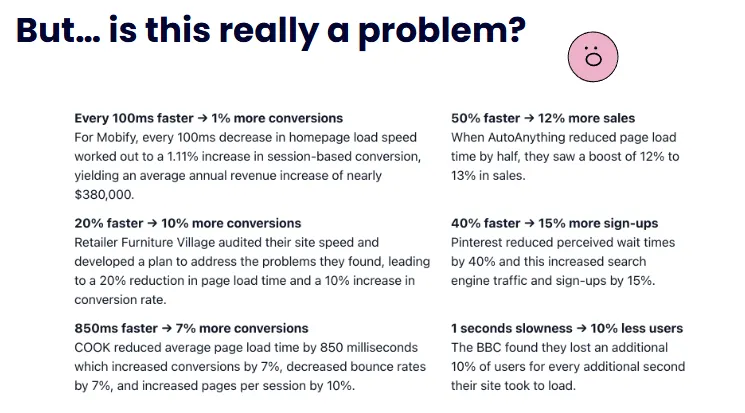 But... is this really a problem?
Every 100ms faster → 1% more conversions
For Mobify, every 100ms decrease in homepage load speed
worked out to a 1.11% increase in session-based conversion,
yielding an average annual revenue increase of nearly
$380,000.
20% faster → 10% more conversions
Retailer Furniture Village audited their site speed and
developed a plan to address the problems they found, leading
to a 20% reduction in page load time and a 10% increase in
conversion rate.
850ms faster → 7% more conversions
COOK reduced average page load time by 850 milliseconds
which increased conversions by 7%, decreased bounce rates
by 7%, and increased pages per session by 10%.
50% faster → 12% more sales
When AutoAnything reduced page load
time by half, they saw a boost of 12% to
13% in sales.
40% faster → 15% more sign-ups
Pinterest reduced perceived wait times
by 40% and this increased search
engine traffic and sign-ups by 15%.
1 seconds slowness → 10% less users
The BBC found they lost an additional
10% of users for every additional second
their site took to load.